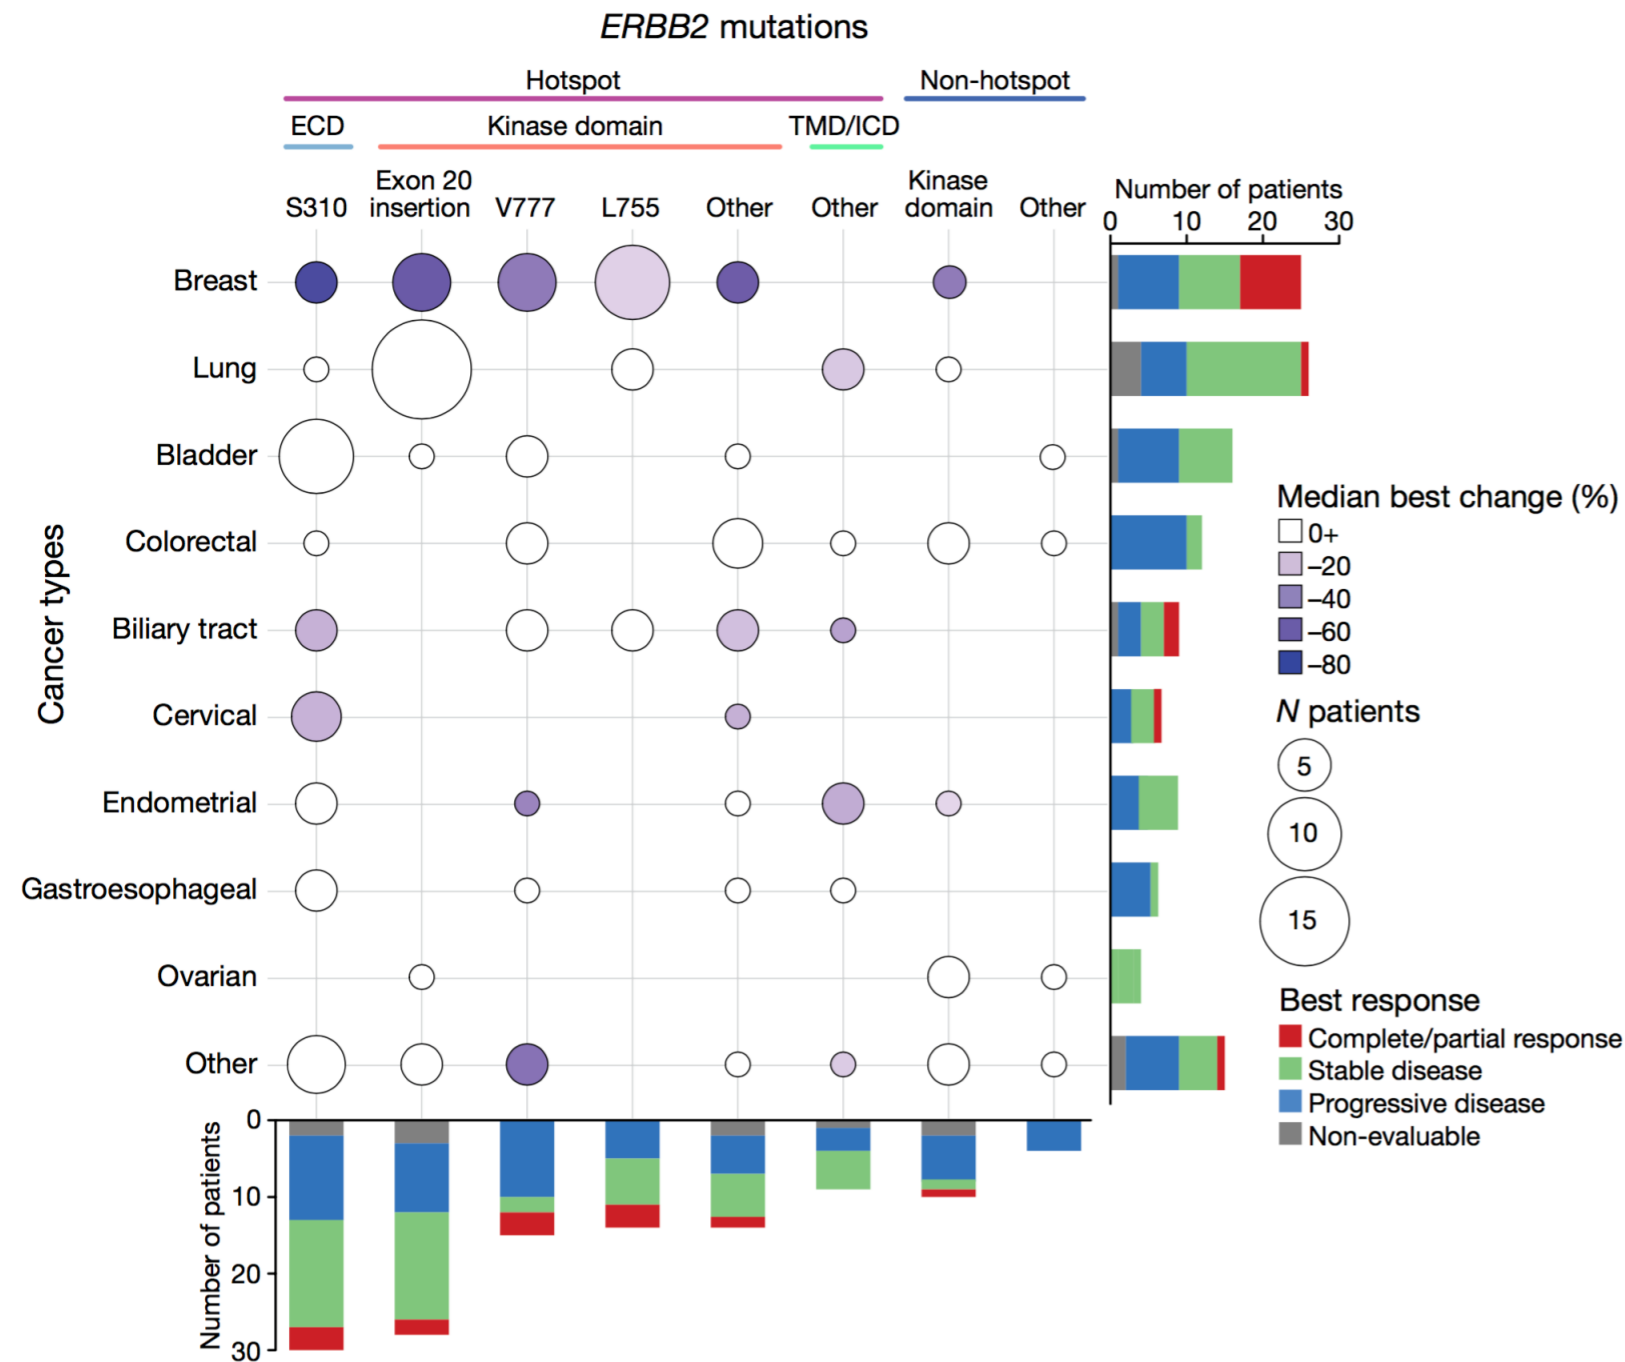 ERBB2 mutations
Hotspot
Non-hotspot
ECD
Kinase domain
TMD/ICD
S310
Exon 20
insertion
V777
L755
Other
Other
Kinase
domain
Other
Number of patients
0 10 20 30
Cancer types
Breast
Lung
Bladder
Colorectal
Biliary tract
Cervical
Endometrial
Gastroesophageal
Ovarian
Other
Median best change (%)
0+
–20
–40
–60
–80
N patients
5
10
15
Best response
Complete/partial response
Stable disease
Progressive disease
Non-evaluable
Number of patients
0
10
20
30